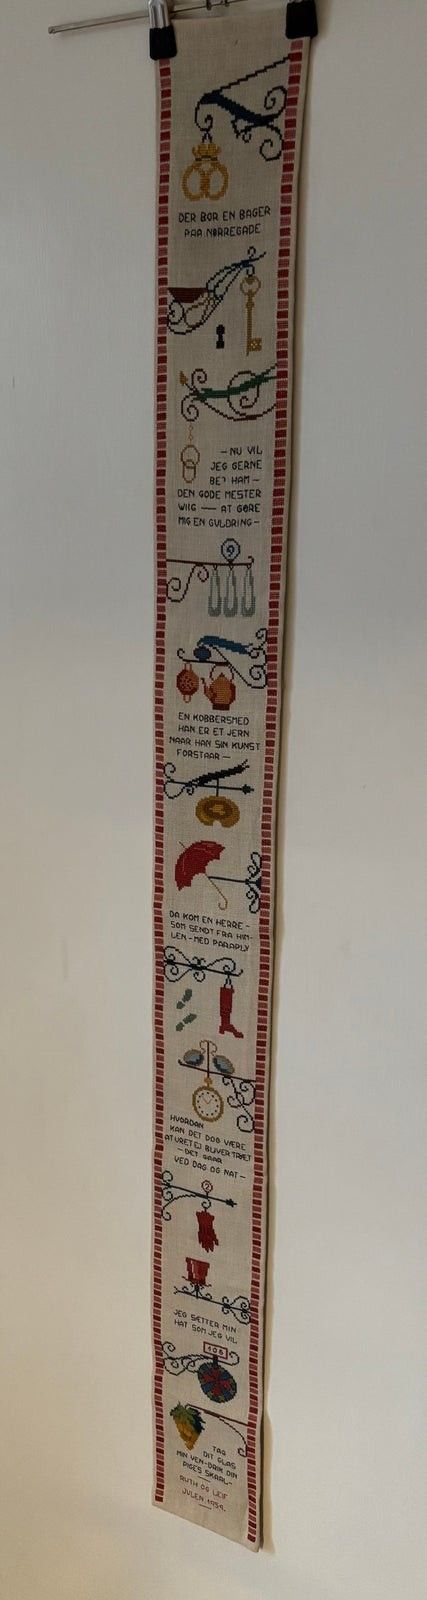 DER BOR EN BAGER
PAA NØRREGADE
— NU VIL
JEG GERNE
BE' HAM —
DEN GODE MESTER
WIIG — AT GØRE
MIG EN GULDRING —
EN KOBBERSMED
HAN ER ET JERN
NAAR HAN SIN KUNST
FORSTAAR —
DA KOM EN HERRE -
SOM SENDT FRA HIM-
LEN - MED PARAPLY
HVORDAN
KAN DET DOG VÆRE
AT URET EJ BLIVER TRÆT
- DET GAAR
VED DAG OG NAT -
JEG SÆTTER MIN
HAT SOM JEG VIL
TAG
DIT GLAS
MIN VEN - DRIK DIN
PIGES SKAAL -
RUTH OG LEIF
JULEN